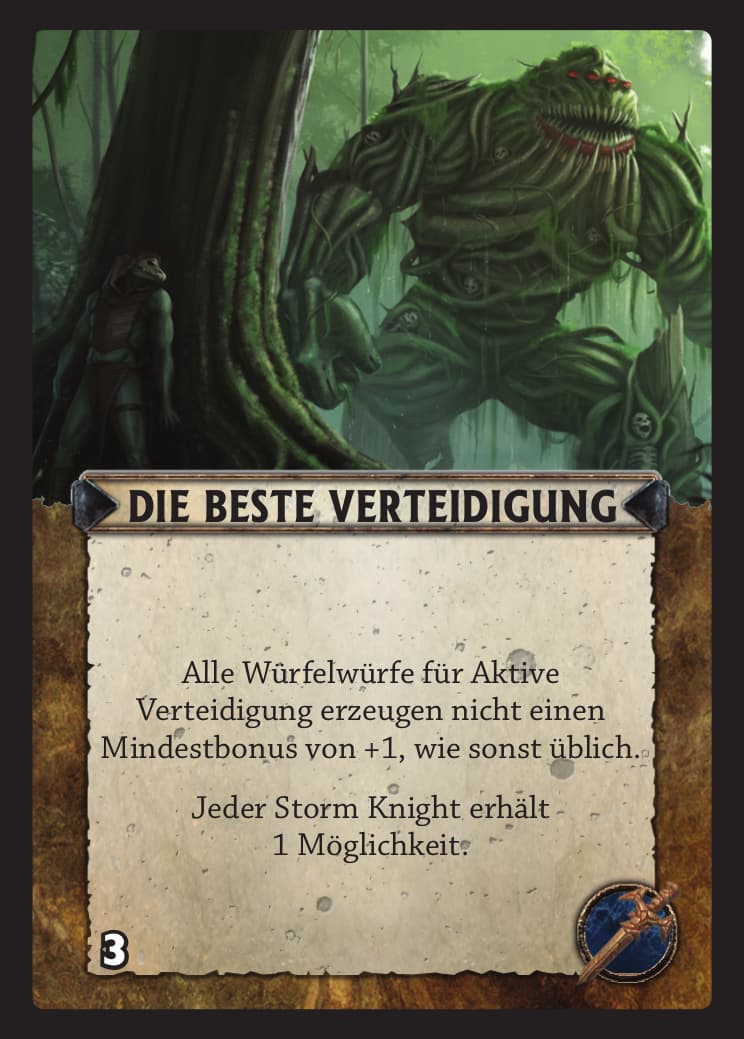 DIE BESTE VERTEIDIGUNG
Alle Würfelwürfe für Aktive
Verteidigung erzeugen nicht einen
Mindestbonus von +1, wie sonst üblich.
Jeder Storm Knight erhält
1 Möglichkeit.
3